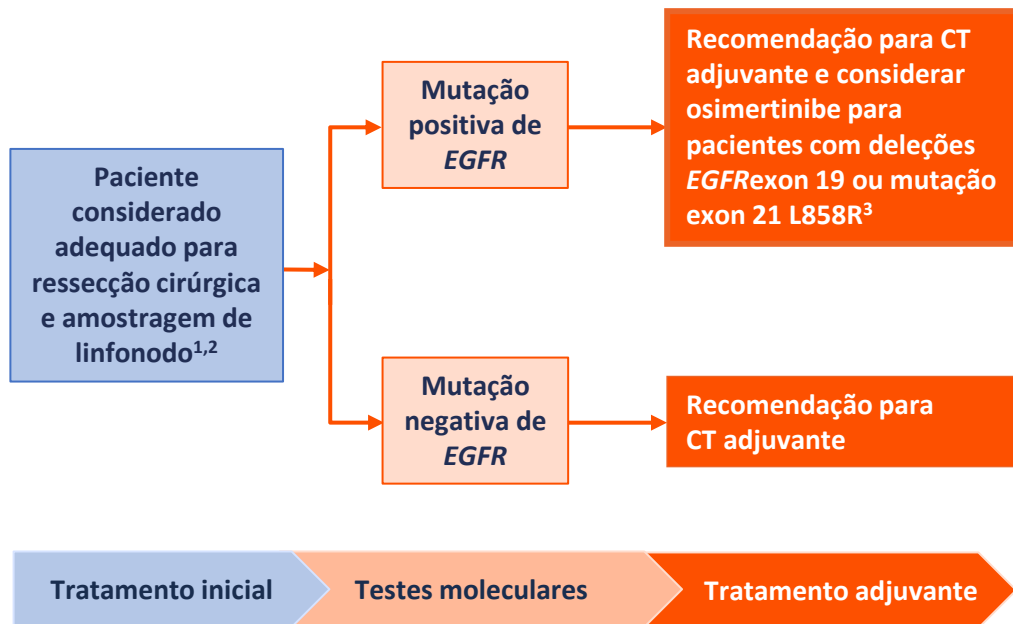 Paciente
considerado
adequado para
ressecção cirúrgica
e amostragem de
linfonodo1,2
Mutação
positiva de
EGFR
Recomendação para CT
adjuvante e considerar
osimertinibe para
pacientes com deleções
EGFRexon 19 ou mutação
exon 21 L858R3
Mutação
negativa de
EGFR
Recomendação para
CT adjuvante
Tratamento inicial
Testes moleculares
Tratamento adjuvante